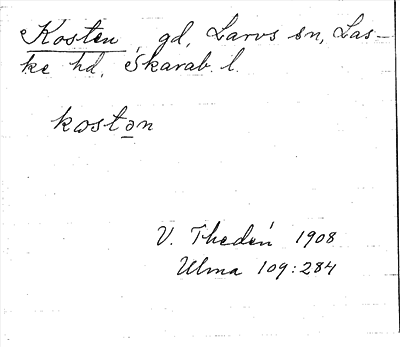 Kosten, gd, Larvs sn, Las-
ke hd, Skarab. l.
kostən
V. Thedén 1908
Ulma 109:284